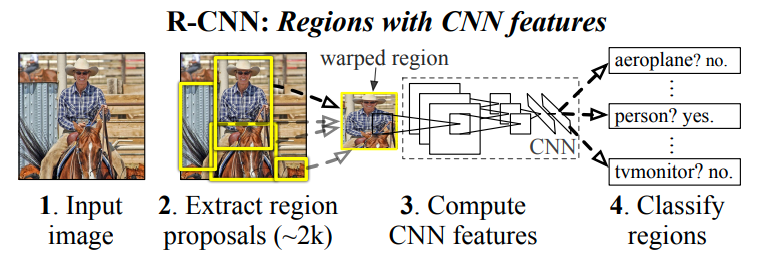 R-CNN: Regions with CNN features
warped region
aeroplane? no.
⋮
person? yes.
⋮
tvmonitor? no.
CNN
1. Input
image
2. Extract region
proposals (~2k)
3. Compute
CNN features
4. Classify
regions